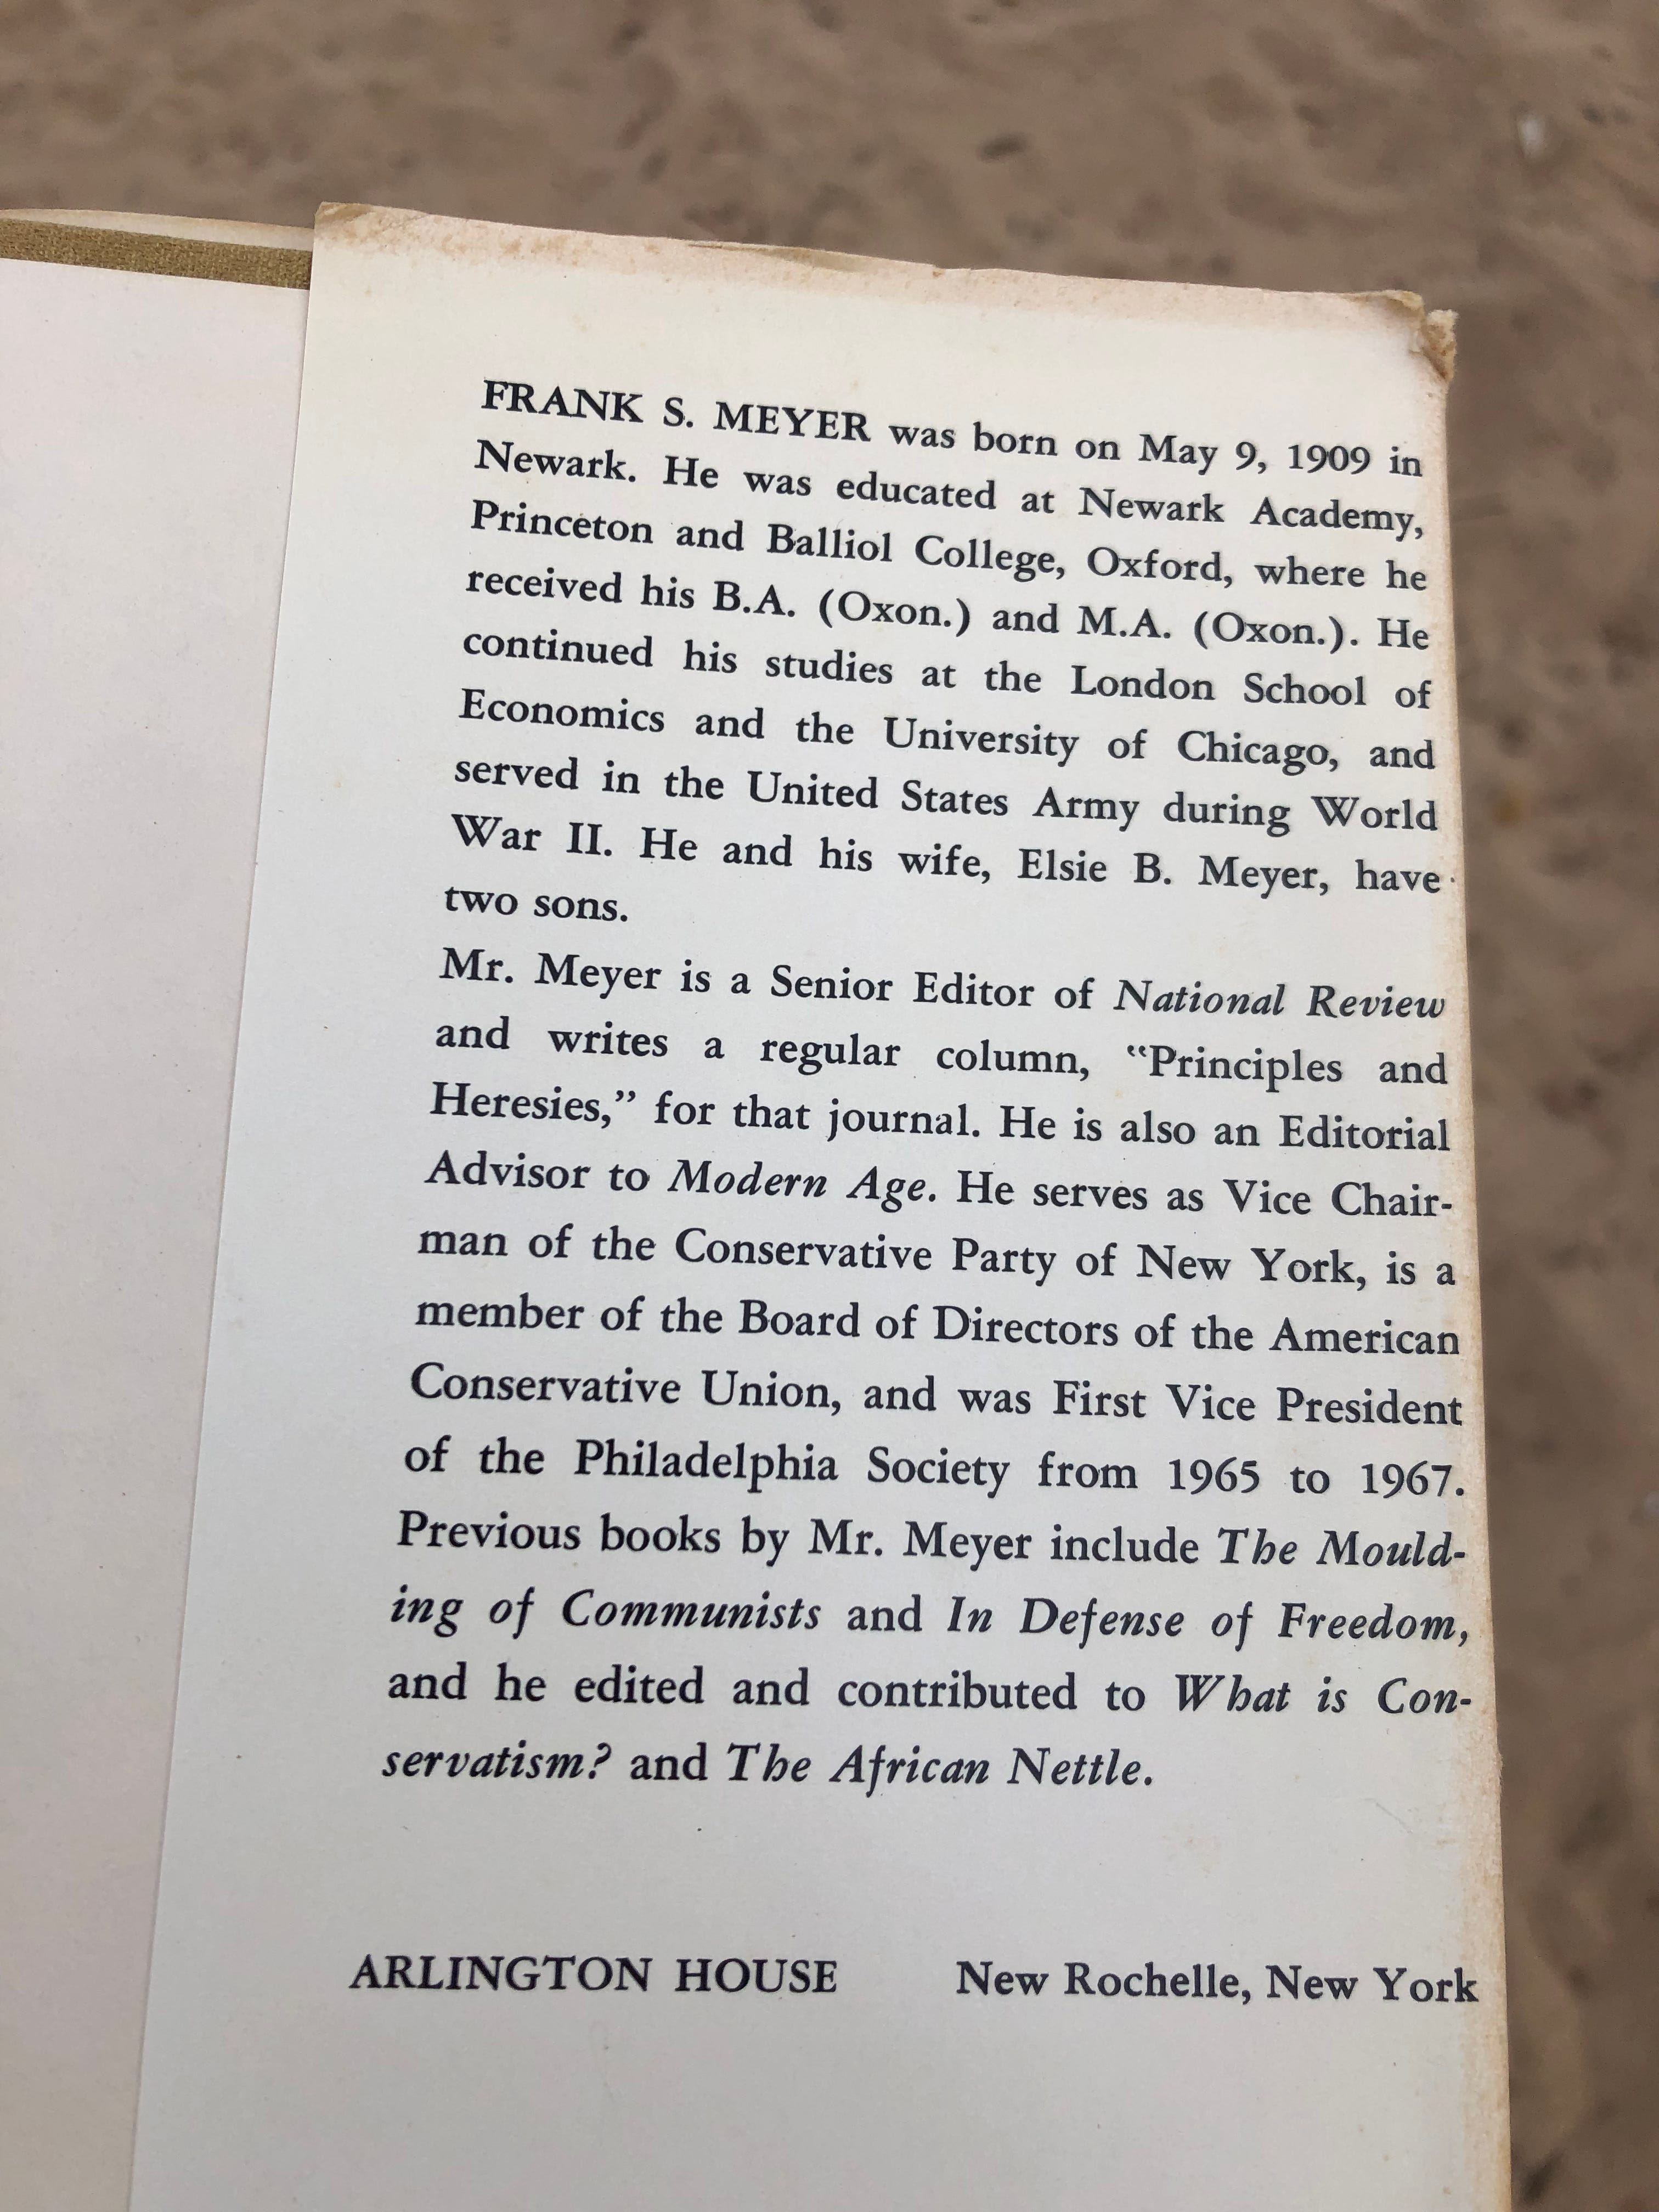 FRANK S. MEYER was born on May 9, 1909 in
Newark. He was educated at Newark Academy,
Princeton and Balliol College, Oxford, where he
received his B.A. (Oxon.) and M.A. (Oxon.). He
continued his studies at the London School of
Economics and the University of Chicago, and
served in the United States Army during World
War II. He and his wife, Elsie B. Meyer, have
two sons.
Mr. Meyer is a Senior Editor of National Review
and writes a regular column, “Principles and
Heresies,” for that journal. He is also an Editorial
Advisor to Modern Age. He serves as Vice Chair-
man of the Conservative Party of New York, is a
member of the Board of Directors of the American
Conservative Union, and was First Vice President
of the Philadelphia Society from 1965 to 1967.
Previous books by Mr. Meyer include The Mould-
ing of Communists and In Defense of Freedom,
and he edited and contributed to What is Con-
servatism? and The African Nettle.
ARLINGTON HOUSE New Rochelle, New York